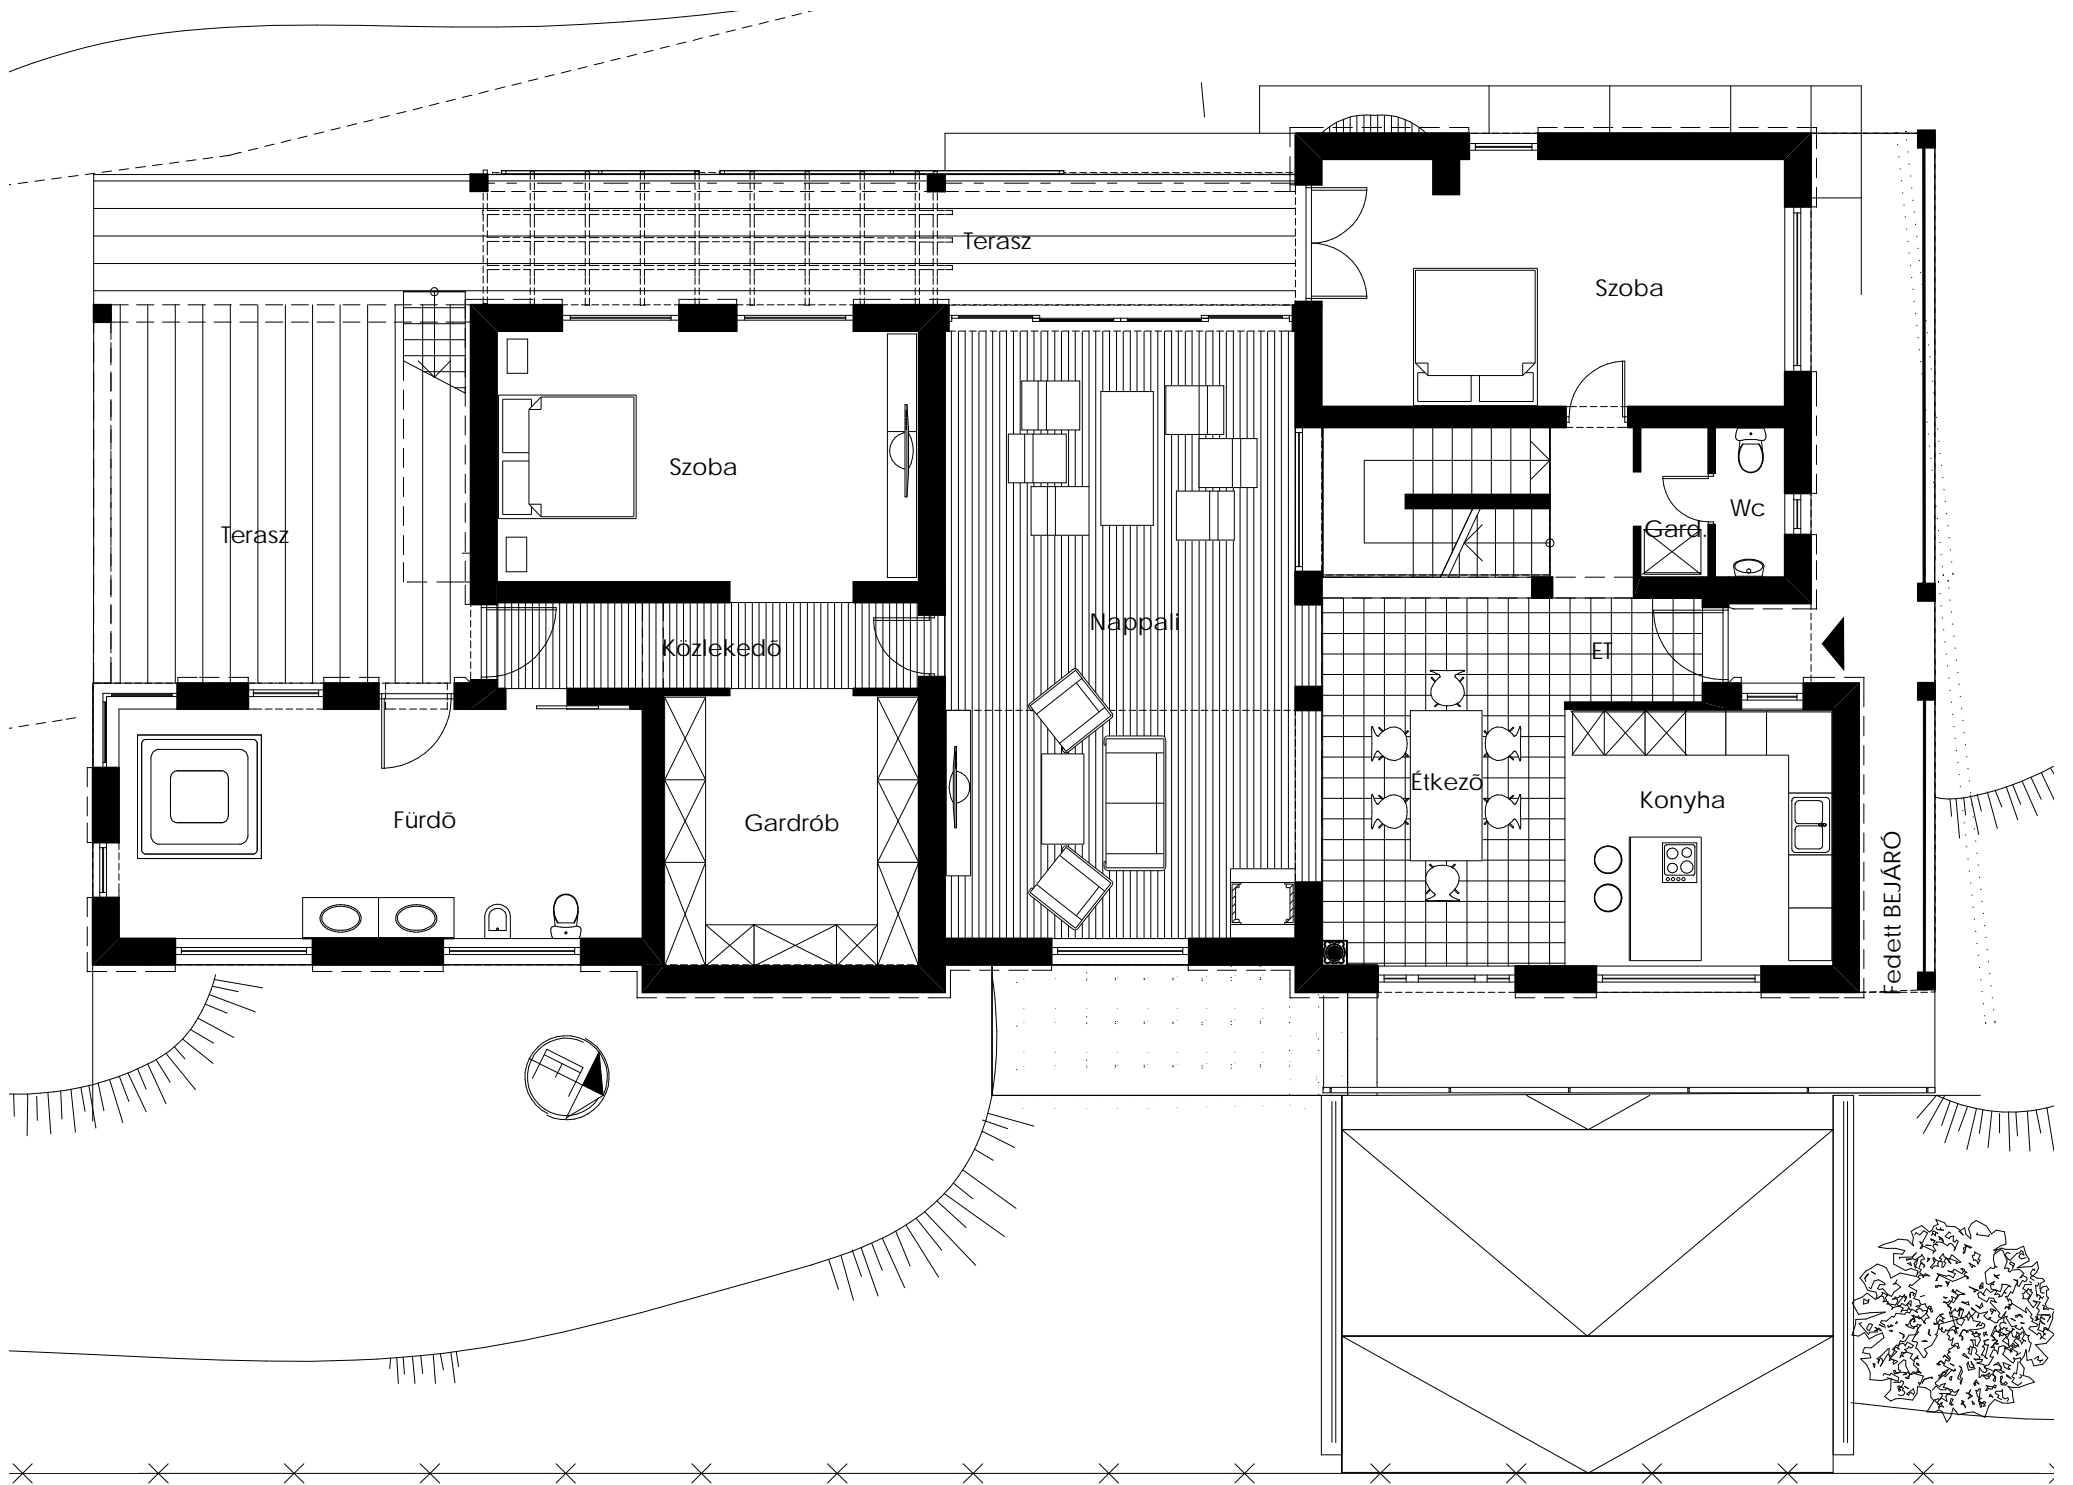 Terasz
Szoba
Szoba
Wc
Gard.
Terasz
Nappali
Közlekedõ
ET
Étkezõ
Konyha
Fürdõ
Gardrób
Fedett BEJÁRÓ